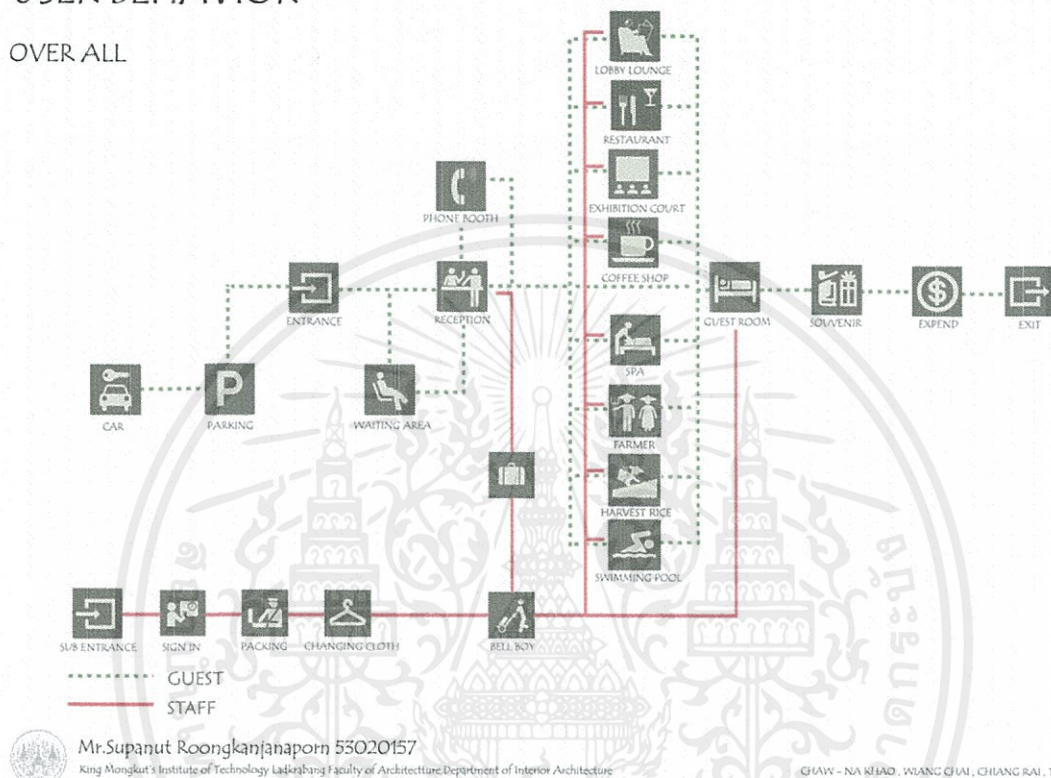 OVER ALL
LOBBY LOUNGE
RESTAURANT
EXHIBITION COURT
PHONE BOOTH
COFFEE SHOP
ENTRANCE
RECEPTION
GUEST ROOM
SOUVENIR
$
EXPEND
EXIT
SPA
P
CAR
PARKING
WAITING AREA
FARMER
HARVEST RICE
SWIMMING POOL
SUB ENTRANCE
SIGN IN
PACKING
CHANGING CLOTH
BELL BOY
GUEST
STAFF
Mr.Supanut Roongkanjanaporn 53020157
King Mongkut's Institute of Technology Ladkrabang Faculty of Architectture Department of Interior Architecture
CHAW - NA KHAO , WIANG CHAI , CHIANG RAI ,